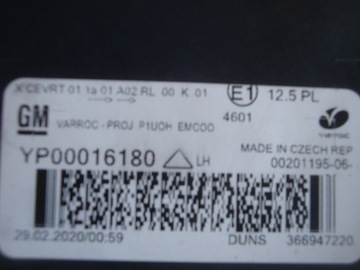 X'CEVRT 01 1a 01 A02 RL 00 K 01
E1 12.5 PL
4601
GM VARROC - PROJ P1UOH EMCOO
varroc
YP00016180 LH
MADE IN CZECH REP
00201195-06-
29.02.2020/00:59 DUNS 366947220